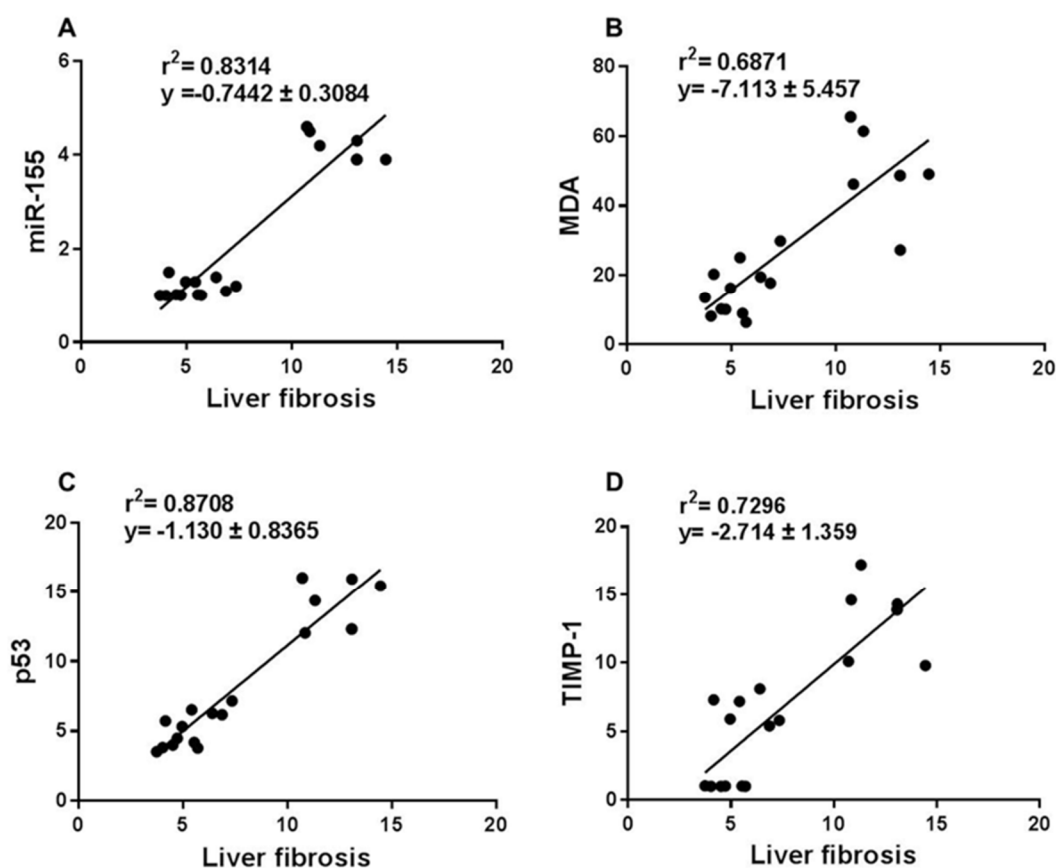 A
r²= 0.8314
y =-0.7442 ± 0.3084
miR-155
6
4
2
0
0 5 10 15 20
Liver fibrosis
B
r²= 0.6871
y= -7.113 ± 5.457
MDA
80
60
40
20
0
0 5 10 15 20
Liver fibrosis
C
r²= 0.8708
y= -1.130 ± 0.8365
p53
20
15
10
5
0
0 5 10 15 20
Liver fibrosis
D
r²= 0.7296
y= -2.714 ± 1.359
TIMP-1
20
15
10
5
0
0 5 10 15 20
Liver fibrosis